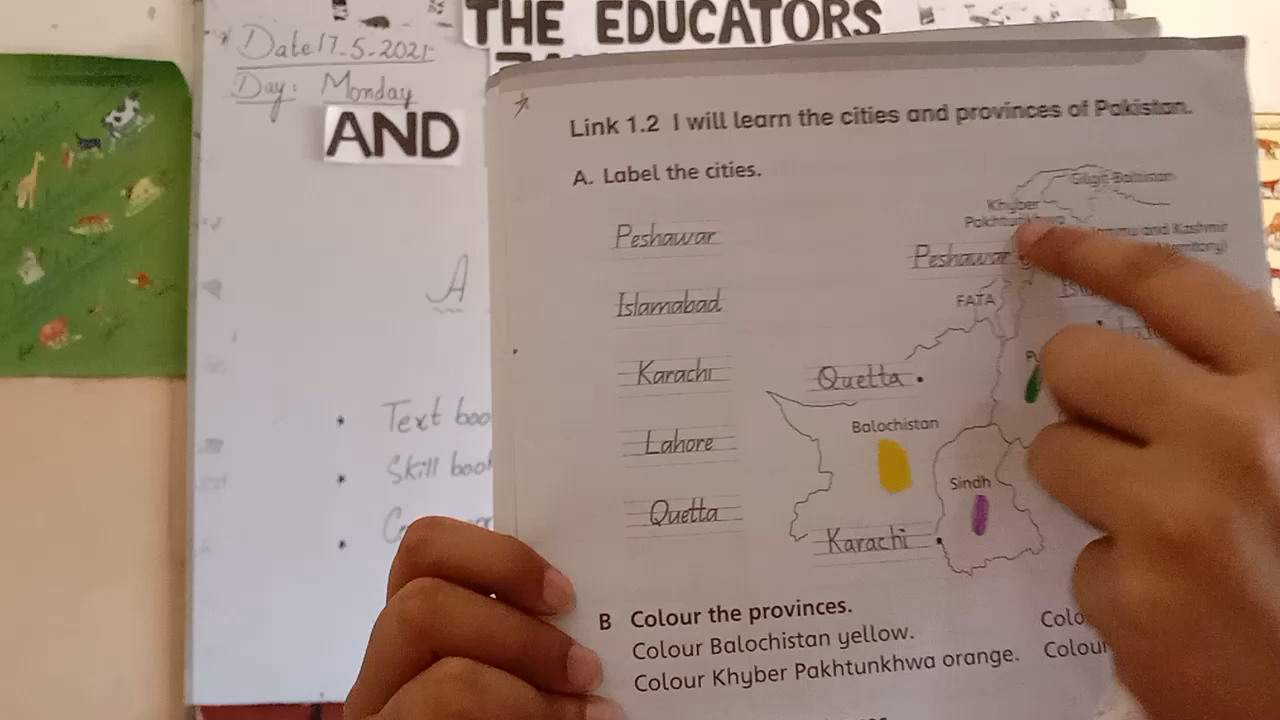 THE EDUCATORS
Date 17-5-2021
Day: Monday
AND
A
Text boo
Skill boo
Link 1.2 I will learn the cities and provinces of Pakistan.
A. Label the cities.
Peshawar
Islamabad
Karachi
Lahore
Quetta
Gilgit-Baltistan
Khyber
Pakhtunkhwa
and Kashmir
Peshawar
FATA
Quetta
Balochistan
Sindh
Karachi
B Colour the provinces.
Colour Balochistan yellow.
Colour Khyber Pakhtunkhwa orange.
Colo
Colour